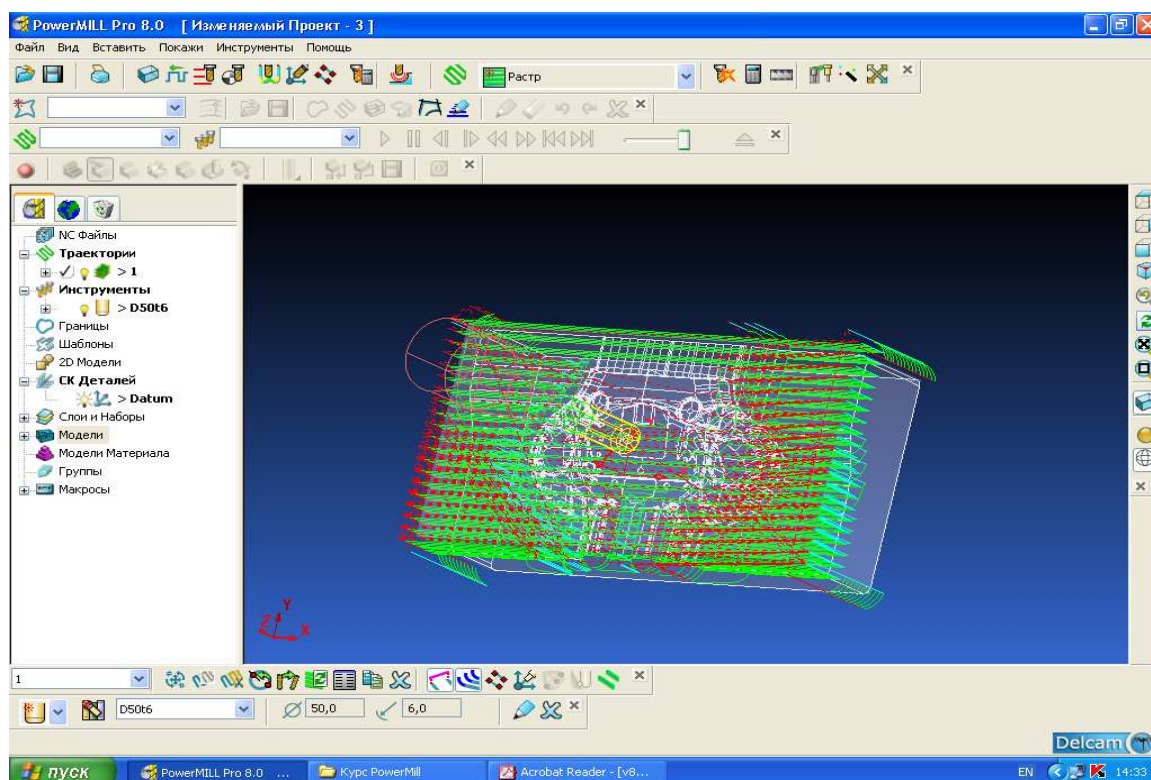 PowerMILL Pro 8.0 [ Изменяемый Проект - 3 ]
Файл Вид Вставить Покажи Инструменты Помощь
Растр
NC Файлы
Траектории
> 1
Инструменты
> D50t6
Границы
Шаблоны
2D Модели
СК Деталей
> Datum
Слои и Наборы
Модели
Модели Материала
Группы
Макросы
Y
Z X
1
D50t6 50,0 6,0
Delcam
пуск PowerMILL Pro 8.0 ... Курс PowerMill Acrobat Reader - [v8... EN 14:33